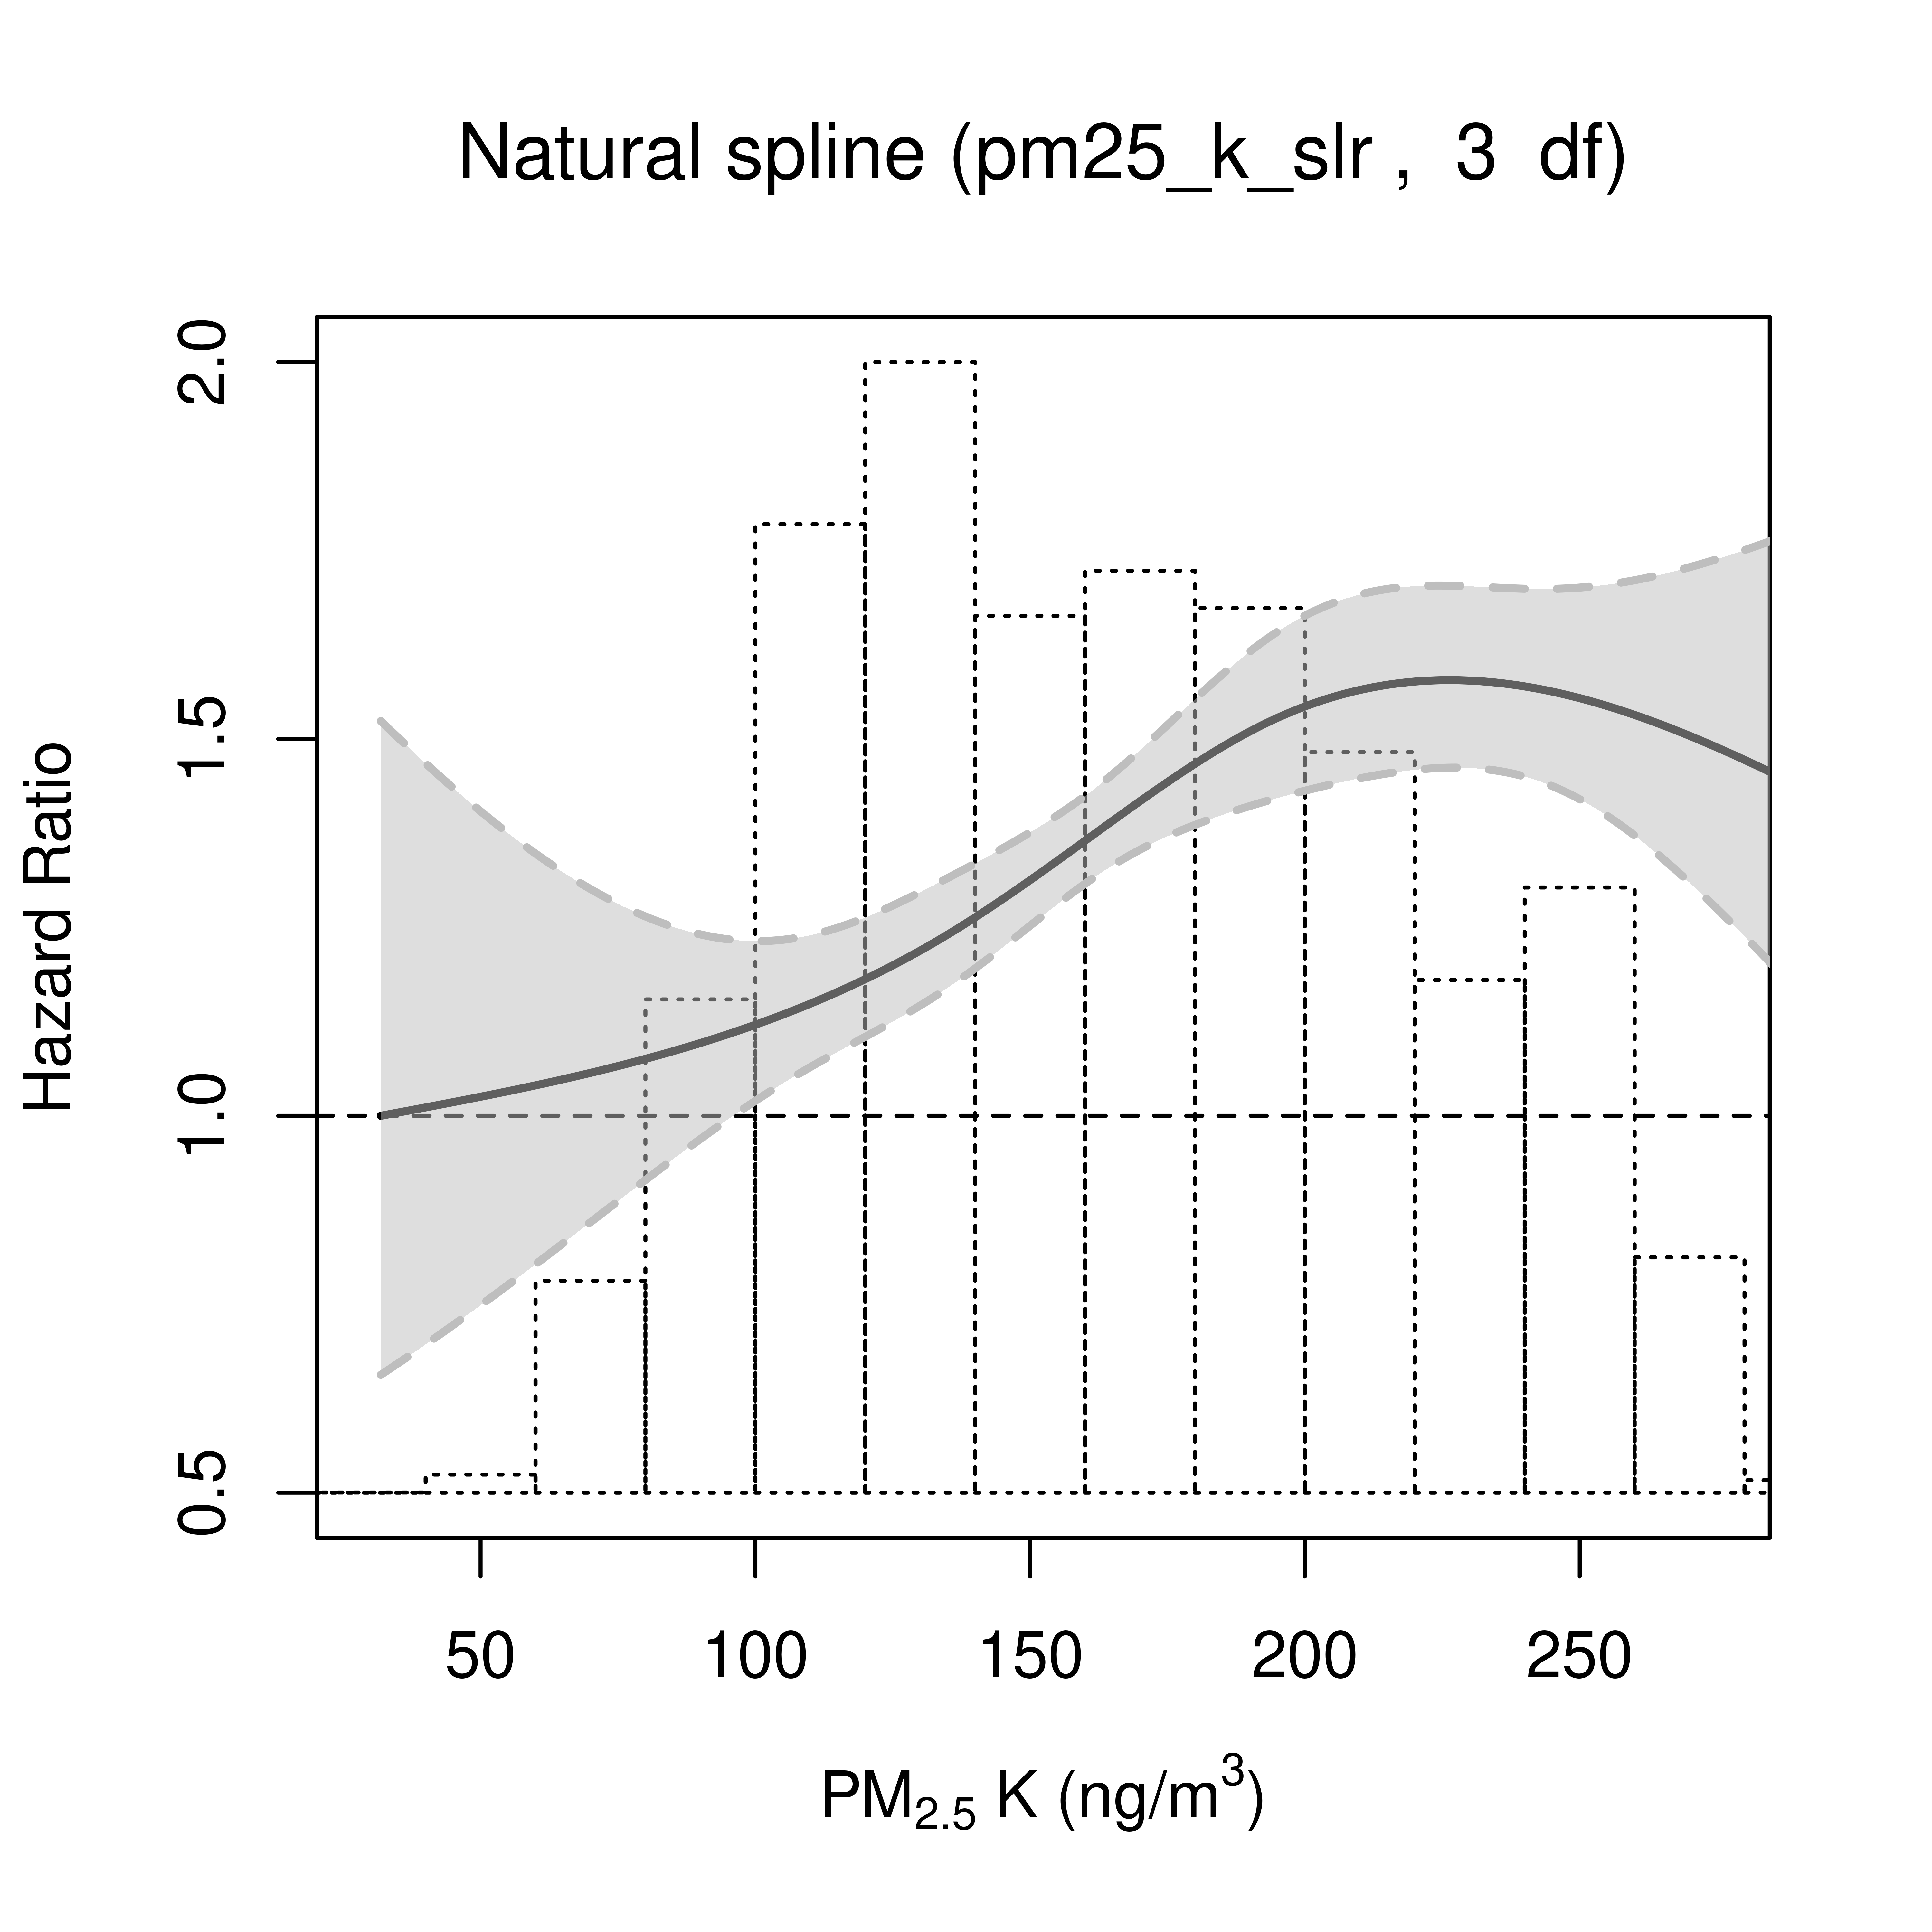 Natural spline (pm25_k_slr , 3 df)
2.0
1.5
1.0
0.5
Hazard Ratio
50 100 150 200 250
PM2.5 K (ng/m3)